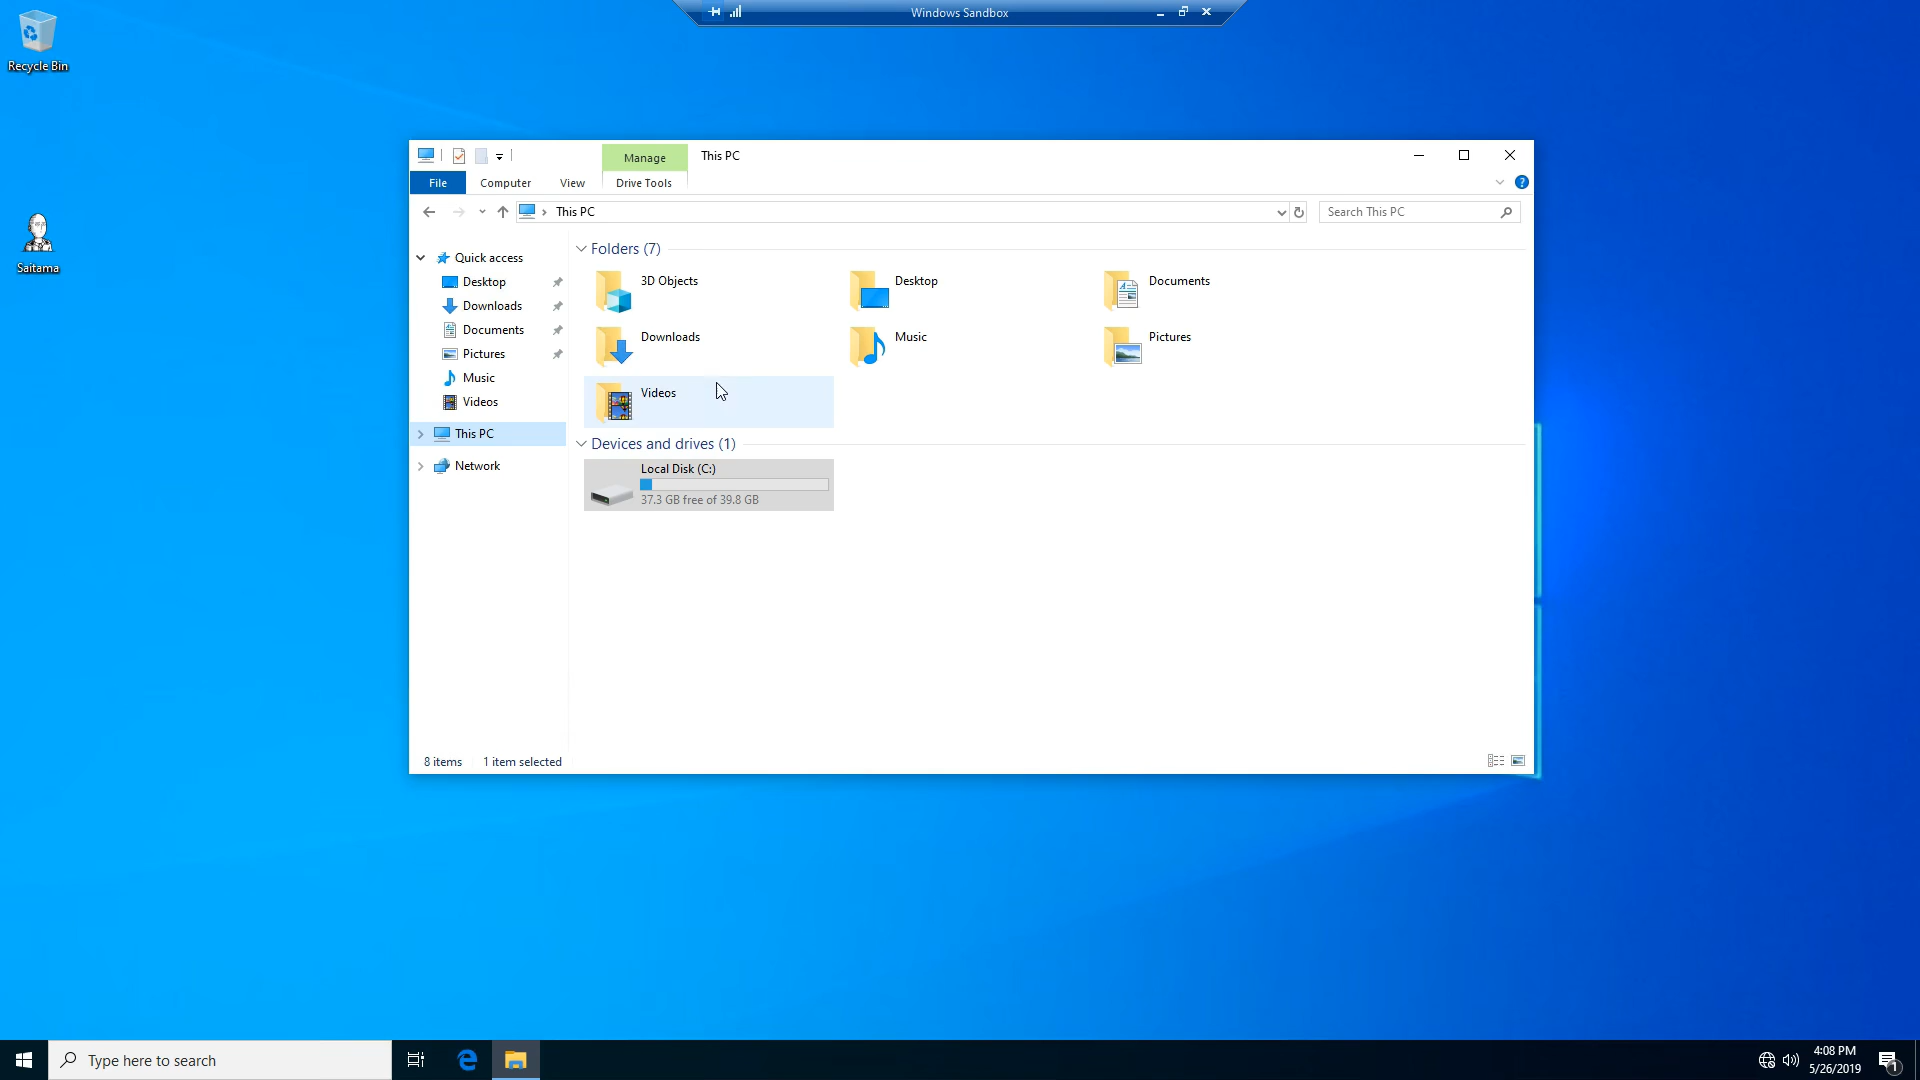 Windows Sandbox
Recycle Bin
Saitama
Manage
This PC
File
Computer
View
Drive Tools
?
This PC
Search This PC
Quick access
Desktop
Downloads
Documents
Pictures
Music
Videos
This PC
Network
Folders (7)
3D Objects
Desktop
Documents
Downloads
Music
Pictures
Videos
Devices and drives (1)
Local Disk (C:)
37.3 GB free of 39.8 GB
8 items
1 item selected
Type here to search
4:08 PM
5/26/2019
1